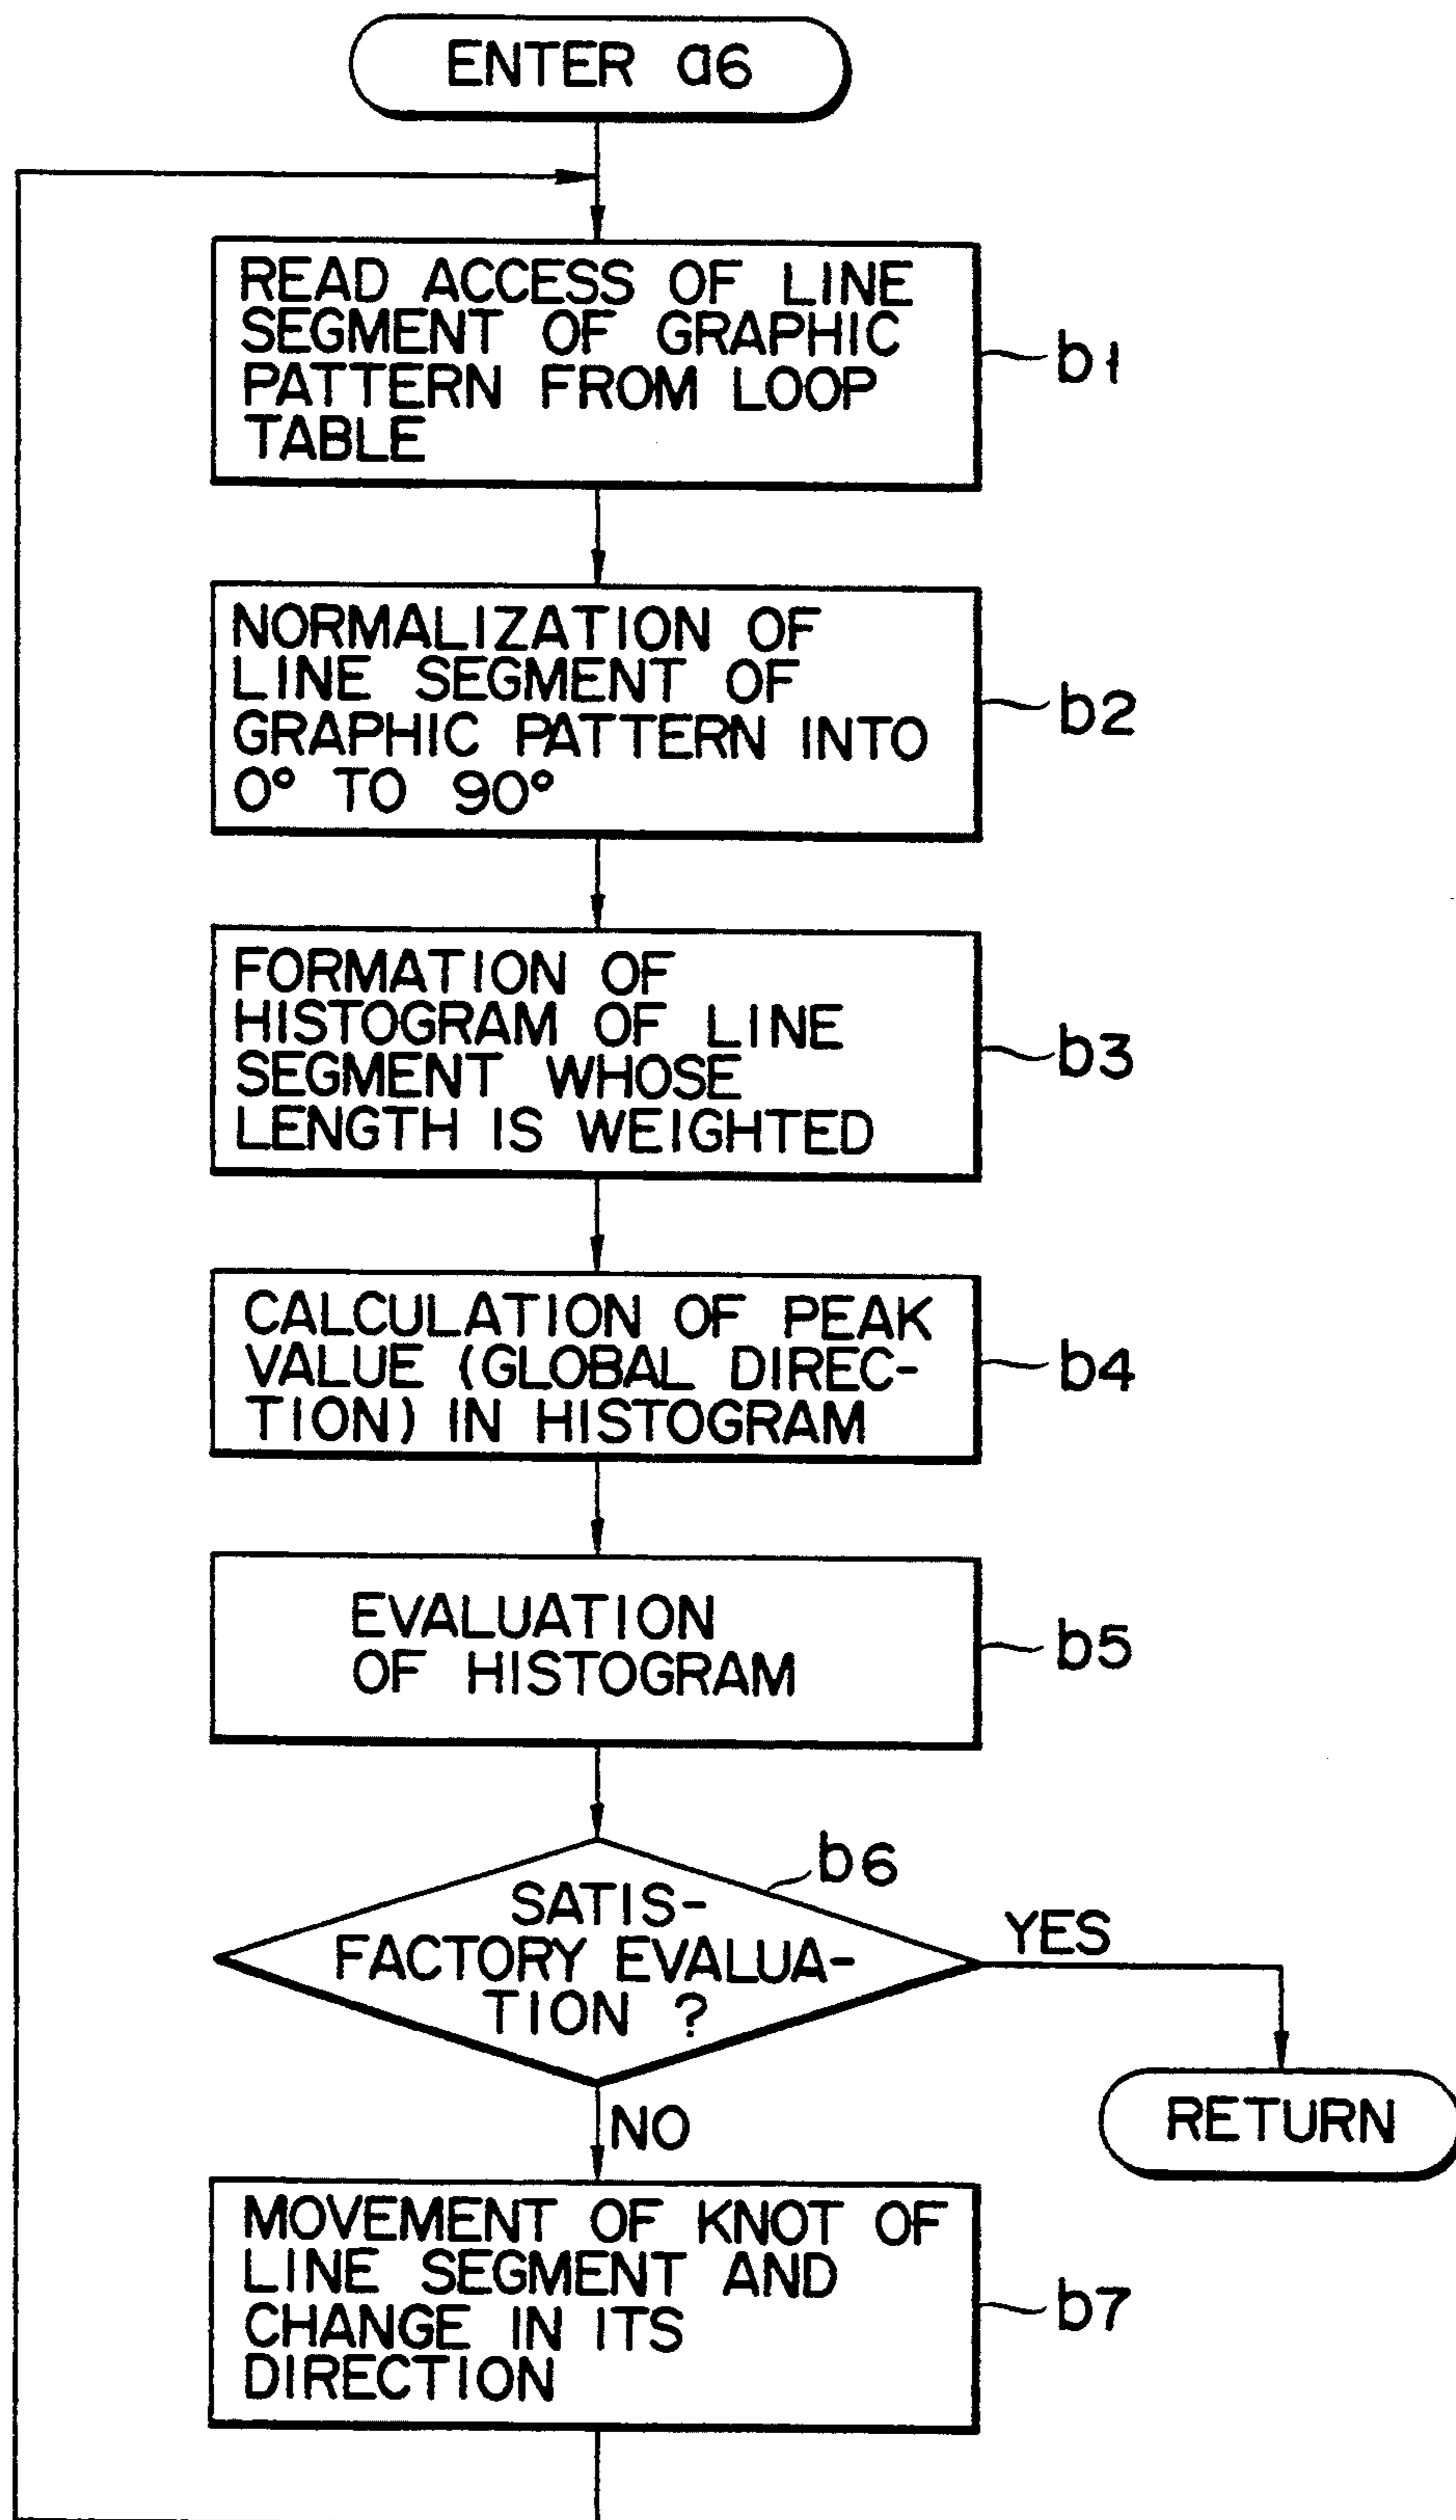 ENTER a6
READ ACCESS OF LINE
SEGMENT OF GRAPHIC
PATTERN FROM LOOP
TABLE
b1
NORMALIZATION OF
LINE SEGMENT OF
GRAPHIC PATTERN INTO
0° TO 90°
b2
FORMATION OF
HISTOGRAM OF LINE
SEGMENT WHOSE
LENGTH IS WEIGHTED
b3
CALCULATION OF PEAK
VALUE (GLOBAL DIREC-
TION) IN HISTOGRAM
b4
EVALUATION
OF HISTOGRAM
b5
b6
SATIS-
FACTORY EVALUA-
TION ?
YES
RETURN
NO
MOVEMENT OF KNOT OF
LINE SEGMENT AND
CHANGE IN ITS
DIRECTION
b7